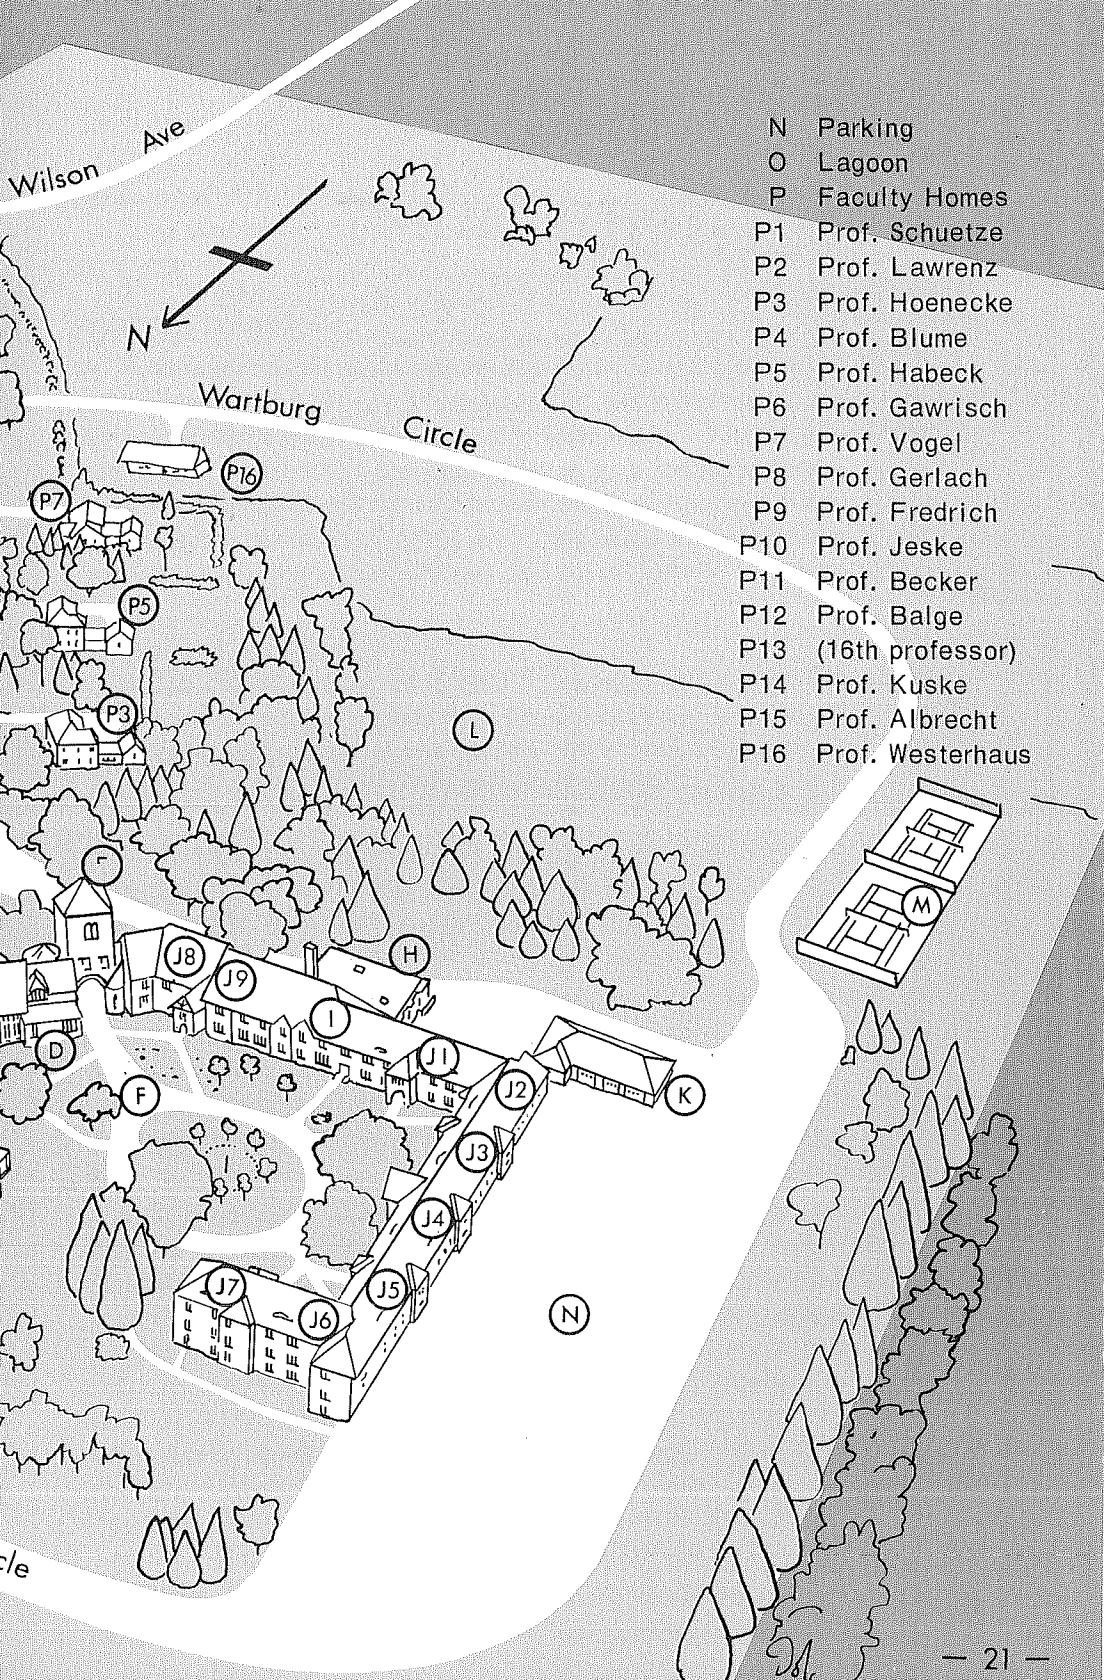 Wilson Ave
N Parking
O Lagoon
P Faculty Homes
P1 Prof. Schuetze
P2 Prof. Lawrenz
P3 Prof. Hoenecke
P4 Prof. Blume
P5 Prof. Habeck
P6 Prof. Gawrisch
P7 Prof. Vogel
P8 Prof. Gerlach
P9 Prof. Fredrich
P10 Prof. Jeske
P11 Prof. Becker
P12 Prof. Balge
P13 (16th professor)
P14 Prof. Kuske
P15 Prof. Albrecht
P16 Prof. Westerhaus
N
Wartburg Circle
P16
P7
P5
P3
L
M
H
J8
J9
I
J1
D
F
J2
K
J3
J4
J5
J7
J6
N
cle
— 21 —